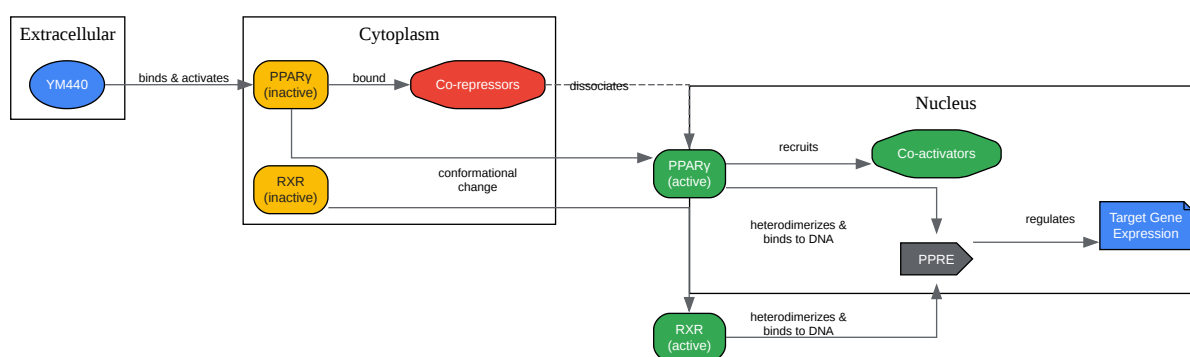 Extracellular
YM440
binds & activates
Cytoplasm
PPARγ
(inactive)
bound
Co-repressors
dissociates
RXR
(inactive)
conformational
change
Nucleus
PPARγ
(active)
recruits
Co-activators
heterodimerizes &
binds to DNA
PPRE
regulates
Target Gene
Expression
RXR
(active)
heterodimerizes &
binds to DNA